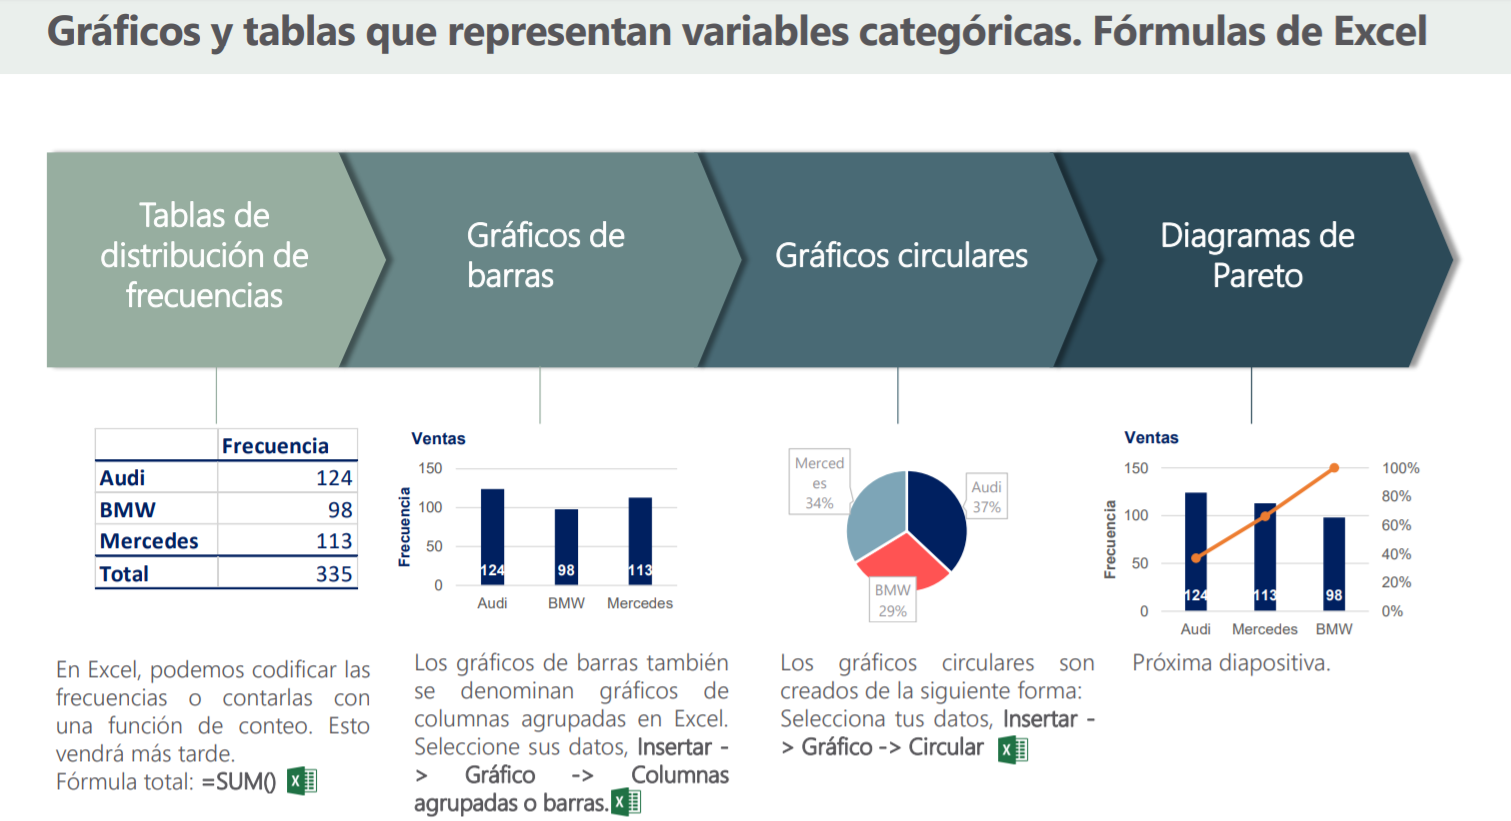 Gráficos y tablas que representan variables categóricas. Fórmulas de Excel
Tablas de
distribución de
frecuencias
Gráficos de
barras
Gráficos circulares
Diagramas de
Pareto
Frecuencia
Audi 124
BMW 98
Mercedes 113
Total 335
En Excel, podemos codificar las
frecuencias o contarlas con
una función de conteo. Esto
vendrá más tarde.
Fórmula total: =SUM()
Ventas
Frecuencia
150
100
50
0
124
98
113
Audi
BMW
Mercedes
Los gráficos de barras también
se denominan gráficos de
columnas agrupadas en Excel.
Seleccione sus datos, Insertar -
> Gráfico -> Columnas
agrupadas o barras.
Merced
es
34%
Audi
37%
BMW
29%
Los gráficos circulares son
creados de la siguiente forma:
Selecciona tus datos, Insertar -
> Gráfico -> Circular
Ventas
Frecuencia
150
100
50
0
124
113
98
Audi
Mercedes
BMW
100%
80%
60%
40%
20%
0%
Próxima diapositiva.